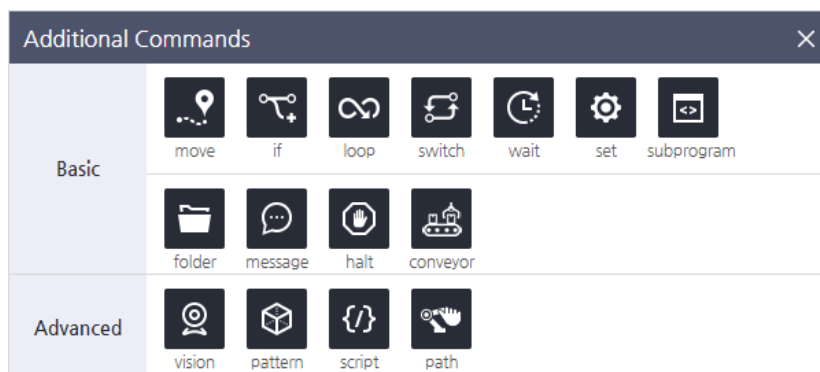 Additional Commands
Basic
move if loop switch wait set subprogram
folder message halt conveyor
Advanced
vision pattern script path